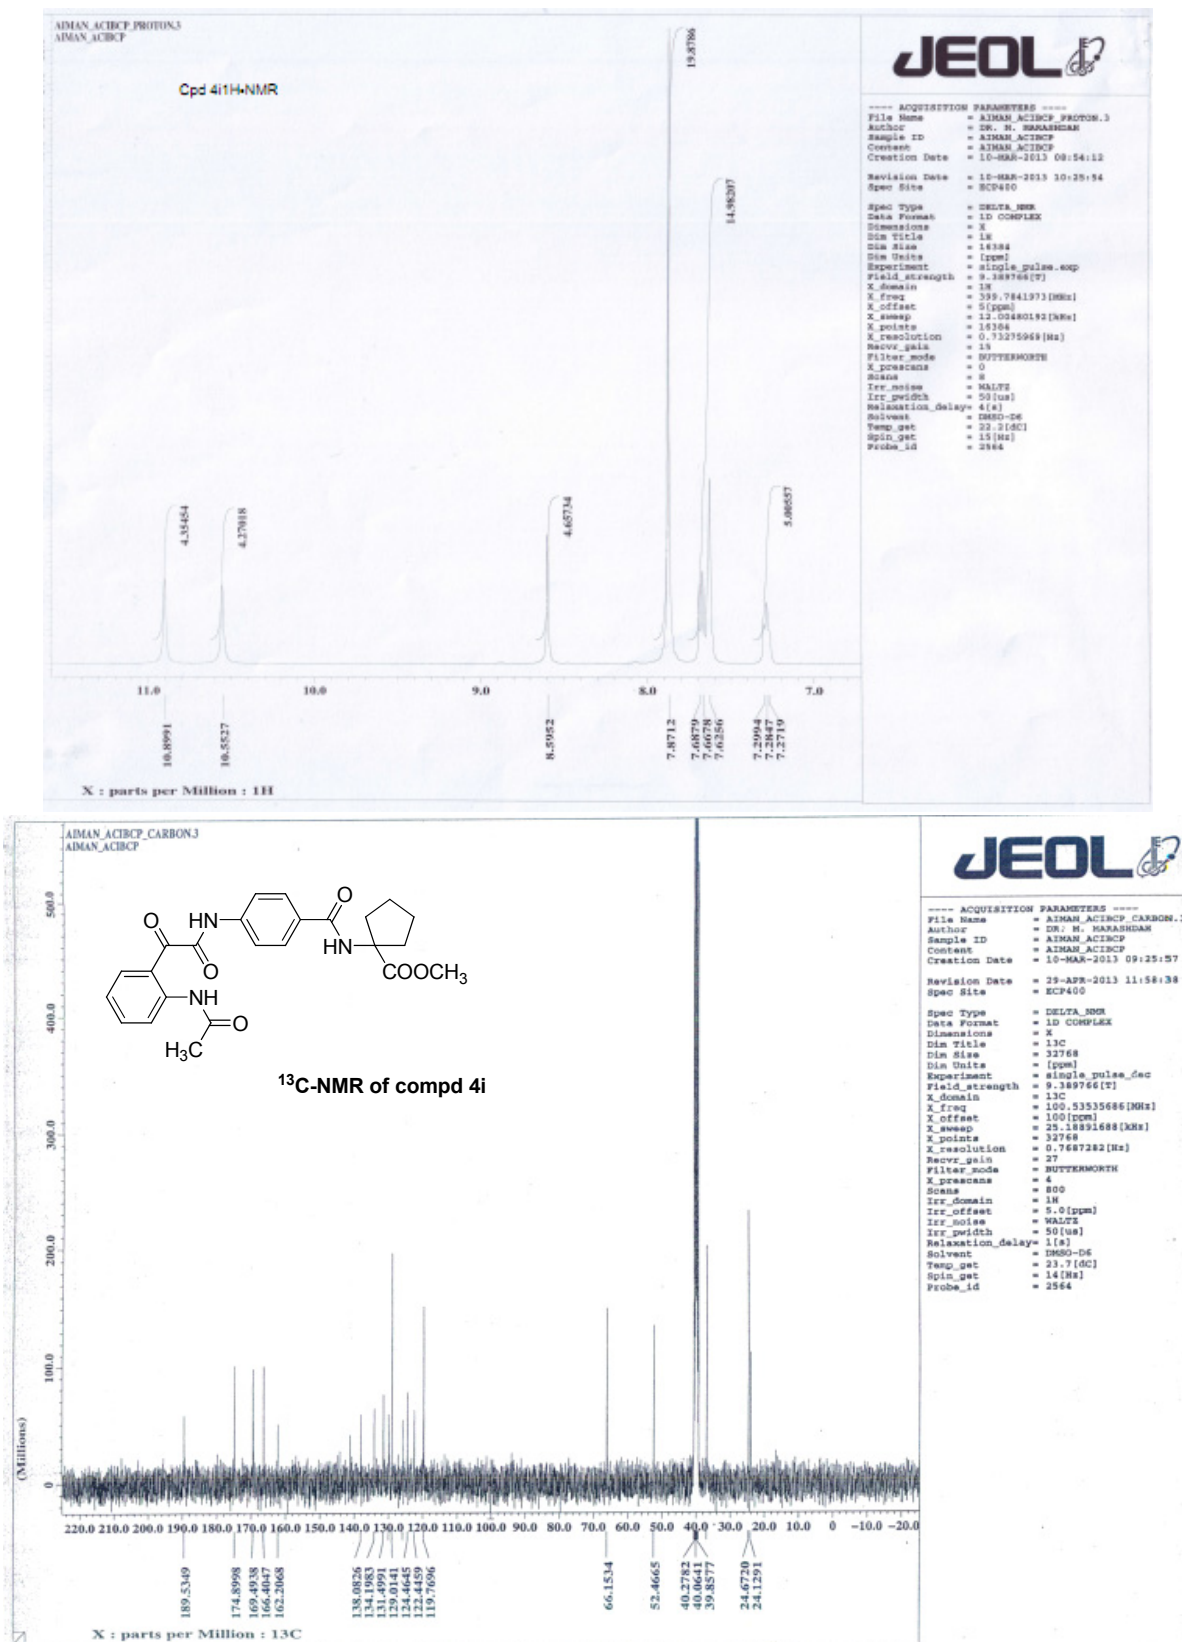 AIMAN_ACIBCP_PROTON.3
AIMAN_ACIBCP
Cpd 4i1H-NMR
19.8786
14.98207
4.35454
4.27018
4.65734
5.00557
11.0 10.0 9.0 8.0 7.0
10.8991
10.5527
8.5952
7.8712
7.6879
7.6678
7.6256
7.2994
7.2847
7.2719
X : parts per Million : 1H
JEOL
---- ACQUISITION PARAMETERS ----
File Name = AIMAN_ACIBCP_PROTON.3
Author = DR. M. MARASHDAH
Sample ID = AIMAN_ACIBCP
Content = AIMAN_ACIBCP
Creation Date = 10-MAR-2013 08:54:12
Revision Date = 10-MAR-2013 10:25:54
Spec Site = ECP400
Spec Type = DELTA_NMR
Data Format = 1D COMPLEX
Dimensions = X
Dim Title = 1H
Dim Size = 16384
Dim Units = [ppm]
Experiment = single_pulse.exp
Field_strength = 9.389766[T]
X_domain = 1H
X_freq = 399.7841973[MHz]
X_offset = 5[ppm]
X_sweep = 12.00480192[kHz]
X_points = 16384
X_resolution = 0.73275969[Hz]
Recvr_gain = 15
Filter_mode = BUTTERWORTH
X_prescans = 0
Scans = 8
Irr_noise = WALTZ
Irr_pwidth = 50[us]
Relaxation_delay= 4[s]
Solvent = DMSO-D6
Temp_get = 22.2[dC]
Spin_get = 15[Hz]
Probe_id = 2564
AIMAN_ACIBCP_CARBON.3
AIMAN_ACIBCP
O
NH
O
O
O
HN
COOCH3
NH
O
H3C
13C-NMR of compd 4i
(Millions)
500.0
400.0
300.0
200.0
100.0
0
220.0 210.0 200.0 190.0 180.0 170.0 160.0 150.0 140.0 130.0 120.0 110.0 100.0 90.0 80.0 70.0 60.0 50.0 40.0 30.0 20.0 10.0 0 -10.0 -20.0
189.5349
174.8998
169.4938
166.4047
162.2068
138.0826
134.1983
131.4991
129.0141
124.4645
122.4459
119.7696
66.1534
52.4665
40.2782
40.0641
39.8577
24.6720
24.1291
X : parts per Million : 13C
JEOL
---- ACQUISITION PARAMETERS ----
File Name = AIMAN_ACIBCP_CARBON.
Author = DR. M. MARASHDAH
Sample ID = AIMAN_ACIBCP
Content = AIMAN_ACIBCP
Creation Date = 10-MAR-2013 09:25:57
Revision Date = 29-APR-2013 11:58:38
Spec Site = ECP400
Spec Type = DELTA_NMR
Data Format = 1D COMPLEX
Dimensions = X
Dim Title = 13C
Dim Size = 32768
Dim Units = [ppm]
Experiment = single_pulse_dec
Field_strength = 9.389766[T]
X_domain = 13C
X_freq = 100.53535686[MHz]
X_offset = 100[ppm]
X_sweep = 25.18891688[kHz]
X_points = 32768
X_resolution = 0.7687282[Hz]
Recvr_gain = 27
Filter_mode = BUTTERWORTH
X_prescans = 4
Scans = 800
Irr_domain = 1H
Irr_offset = 5.0[ppm]
Irr_noise = WALTZ
Irr_pwidth = 50[us]
Relaxation_delay= 1[s]
Solvent = DMSO-D6
Temp_get = 23.7[dC]
Spin_get = 14[Hz]
Probe_id = 2564